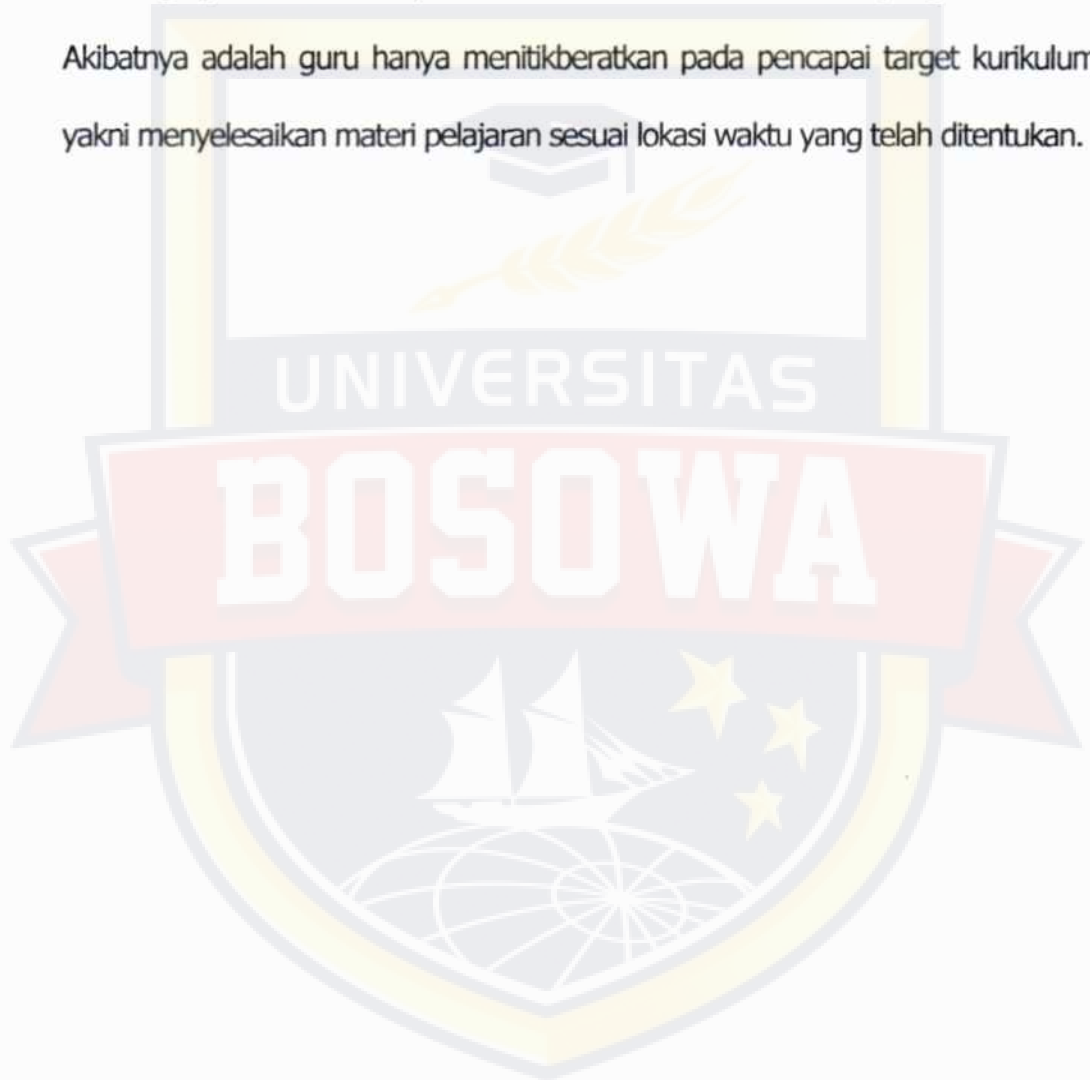 Akibatnya adalah guru hanya menitikberatkan pada pencapai target kurikulum
yakni menyelesaikan materi pelajaran sesuai lokasi waktu yang telah ditentukan.
UNIVERSITAS
BOSOWA